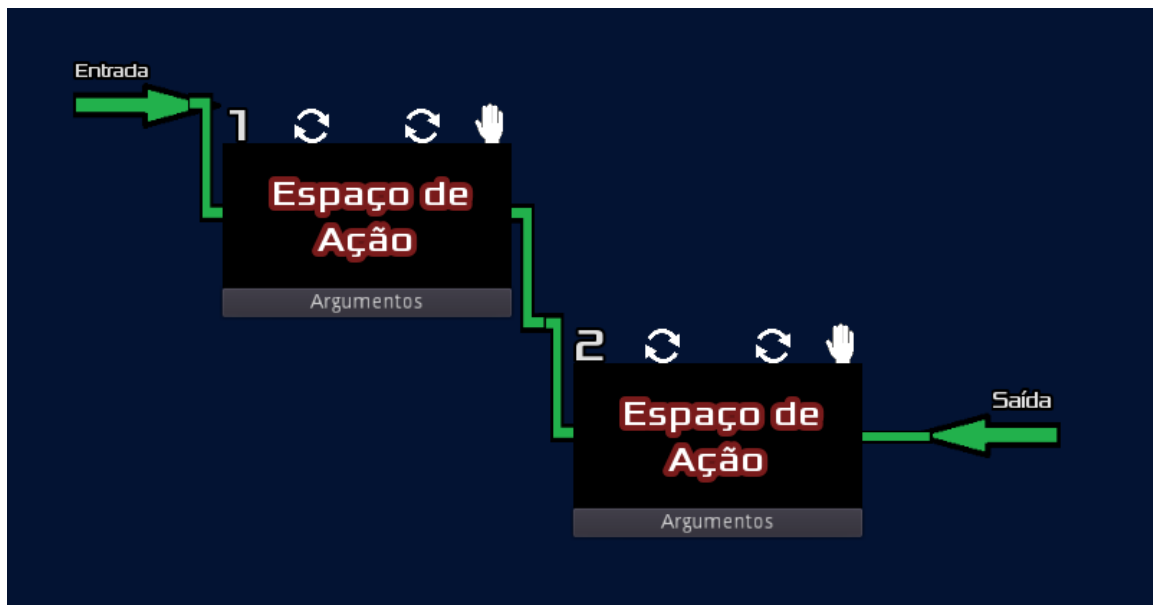 Entrada
1
Espaço de
Ação
Argumentos
2
Espaço de
Ação
Argumentos
Saída